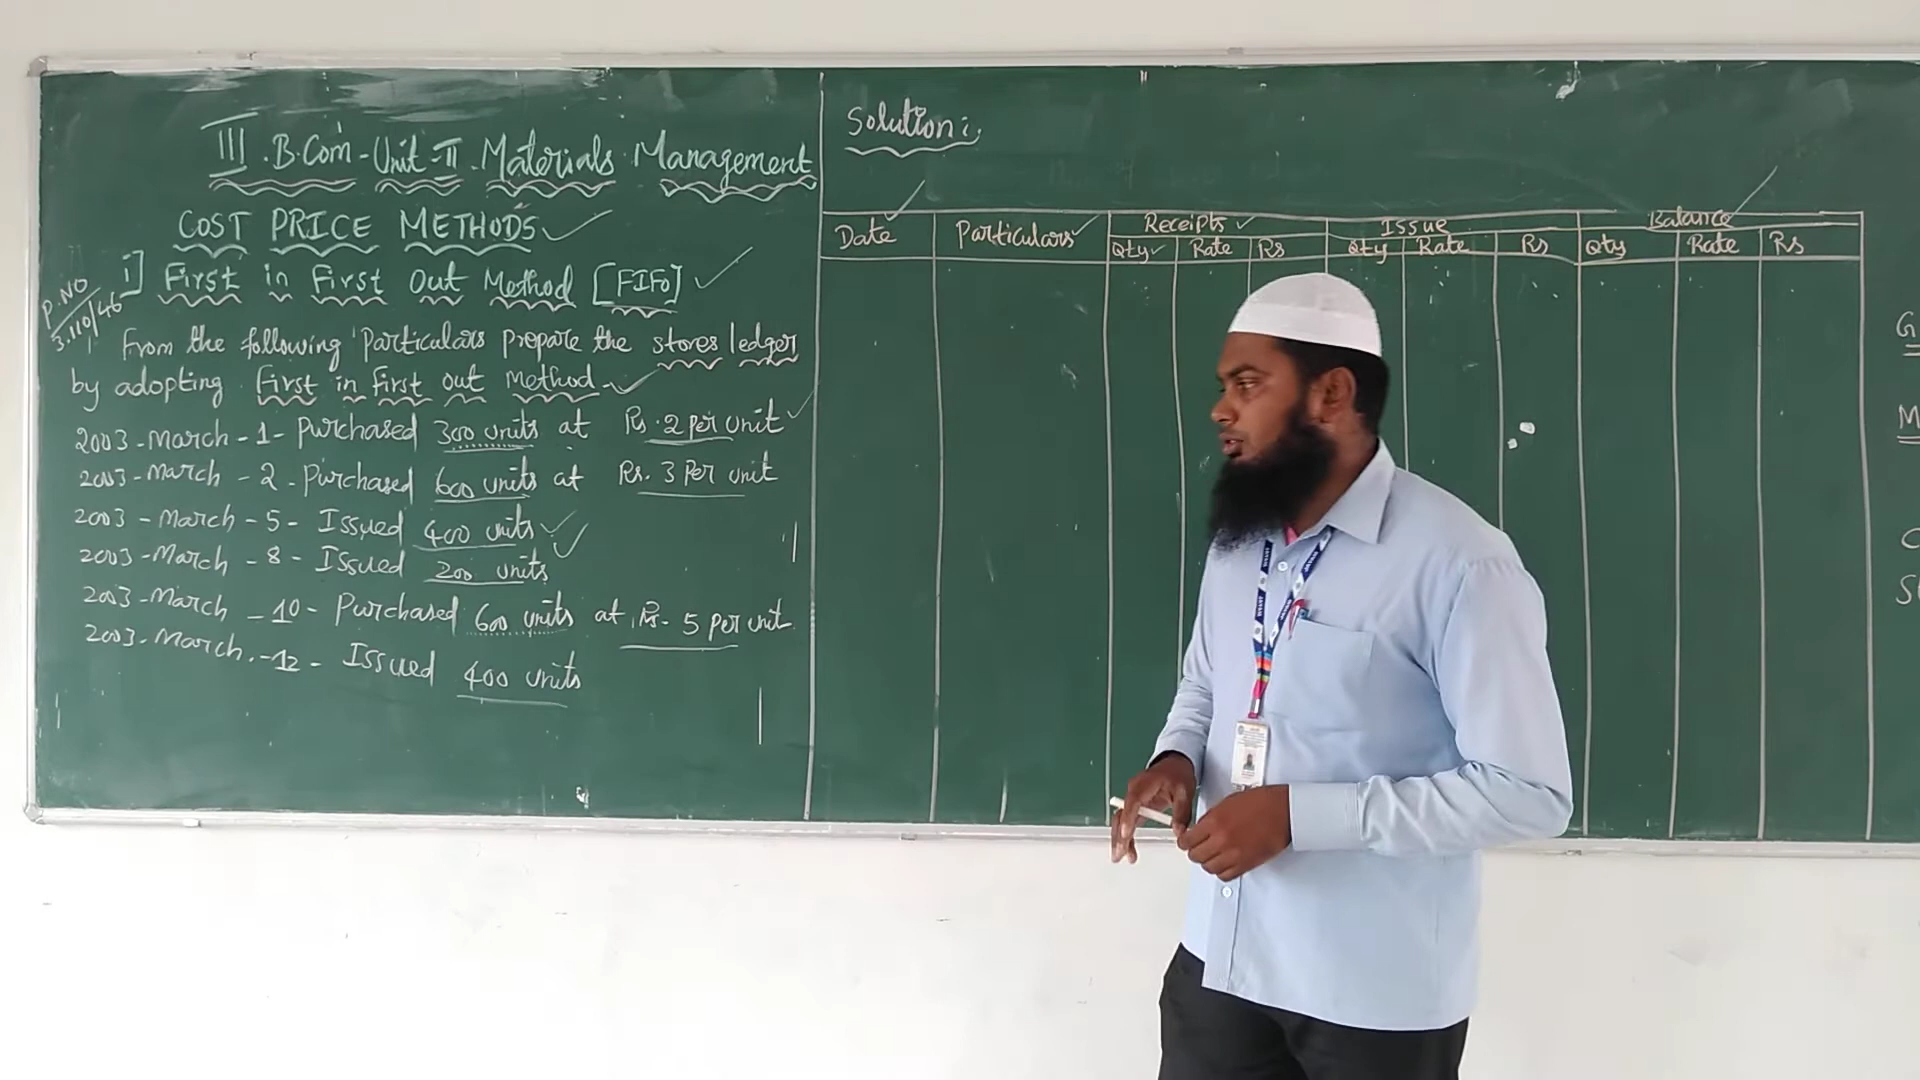 III.B.Com-Unit-II.Materials Management
COST PRICE METHODS
i] First in First Out Method [FIFO]
P.NO
3.110/46
From the following Particulars prepare the stores ledger
by adopting First in First out Method.
2003-March-1-Purchased 300 units at Rs.2 per unit
2003-March-2-Purchased 600 units at Rs.3 Per unit
2003-March-5-Issued 400 units
2003-March-8-Issued 200 units
2003-March-10-Purchased 600 units at Rs.5 per unit.
2003-March.-12-Issued 400 units
Solution:
Date Particulars Receipts Issue Balance
Qty Rate Rs Qty Rate Rs Qty Rate Rs